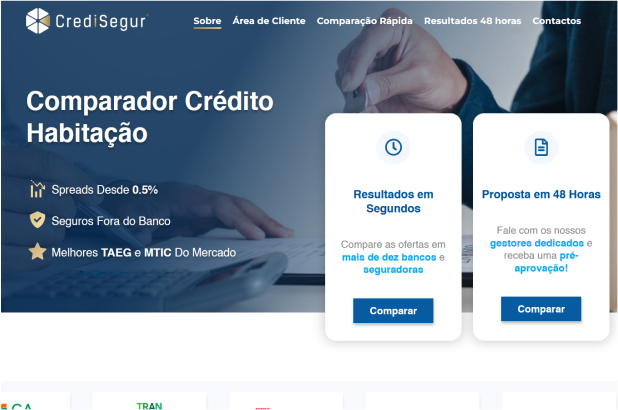 CrediSegur
Sobre Área de Cliente Comparação Rápida Resultados 48 horas Contactos
Comparador Crédito
Habitação
Spreads Desde 0.5%
Seguros Fora do Banco
Melhores TAEG e MTIC Do Mercado
Resultados em
Segundos
Compare as ofertas em
mais de dez bancos e
seguradoras
Comparar
Proposta em 48 Horas
Fale com os nossos
gestores dedicados e
receba uma pré-
aprovação!
Comparar
TRAN